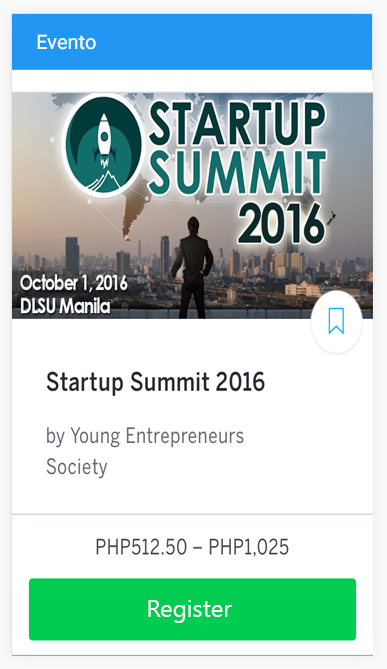 Evento
STARTUP
SUMMIT
2016
October 1, 2016
DLSU Manila
Startup Summit 2016
by Young Entrepreneurs
Society
PHP512.50 – PHP1,025
Register